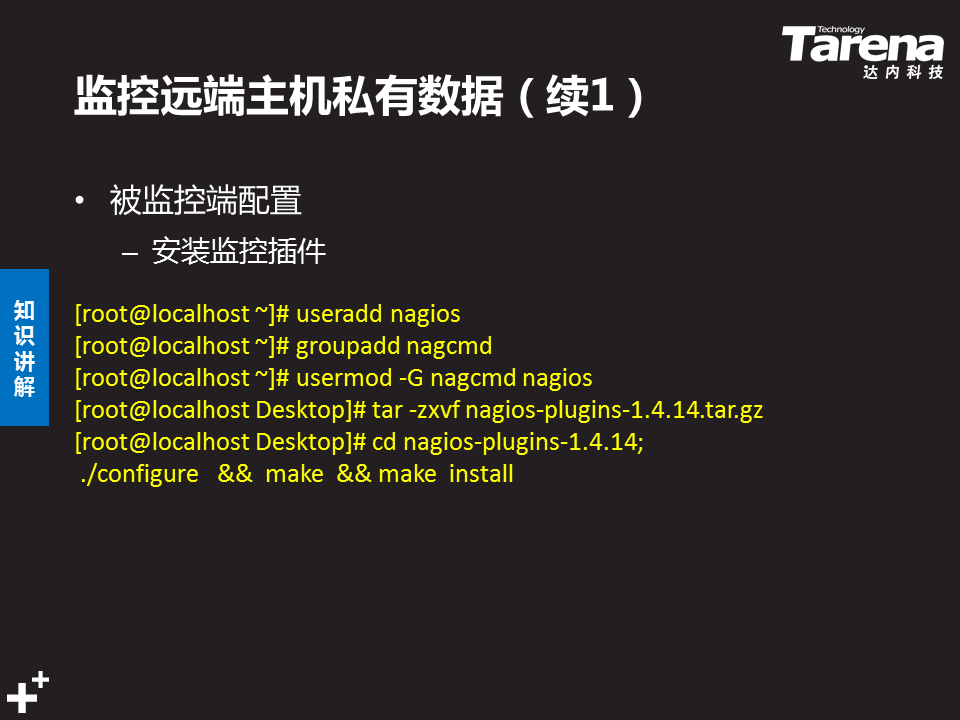 Technology
Tarena
达内科技
监控远端主机私有数据（续1）
• 被监控端配置
– 安装监控插件
知识讲解
[root@localhost ~]# useradd nagios
[root@localhost ~]# groupadd nagcmd
[root@localhost ~]# usermod -G nagcmd nagios
[root@localhost Desktop]# tar -zxvf nagios-plugins-1.4.14.tar.gz
[root@localhost Desktop]# cd nagios-plugins-1.4.14;
./configure && make && make install